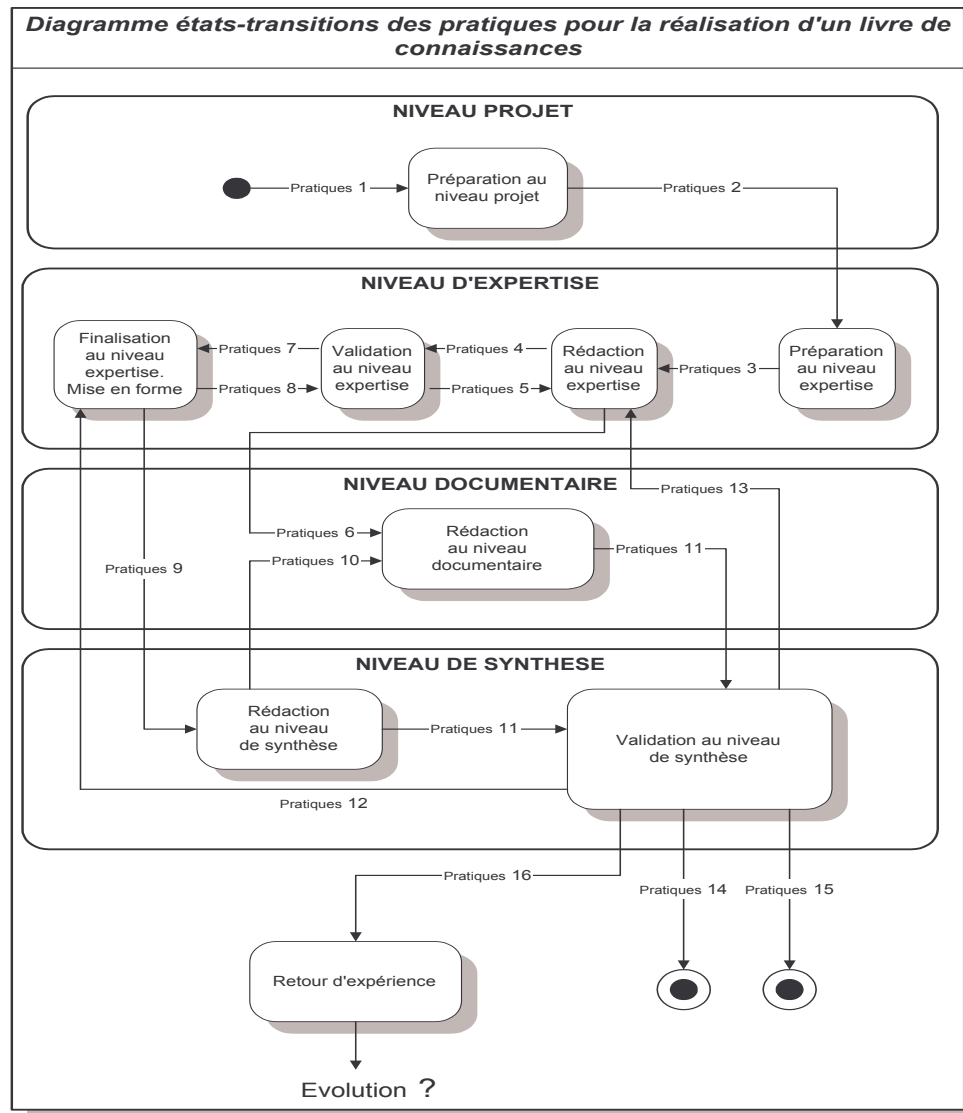 Diagramme états-transitions des pratiques pour la réalisation d'un livre de
connaissances
NIVEAU PROJET
Pratiques 1
Préparation au
niveau projet
Pratiques 2
NIVEAU D'EXPERTISE
Finalisation
au niveau
expertise.
Mise en forme
Pratiques 7
Pratiques 8
Validation
au niveau
expertise
Pratiques 4
Pratiques 5
Rédaction
au niveau
expertise
Pratiques 3
Préparation
au niveau
expertise
NIVEAU DOCUMENTAIRE
Pratiques 13
Pratiques 6
Rédaction
au niveau
documentaire
Pratiques 11
Pratiques 10
Pratiques 9
NIVEAU DE SYNTHESE
Rédaction
au niveau
de synthèse
Pratiques 11
Validation au niveau
de synthèse
Pratiques 12
Pratiques 16
Pratiques 14
Pratiques 15
Retour d'expérience
Evolution ?